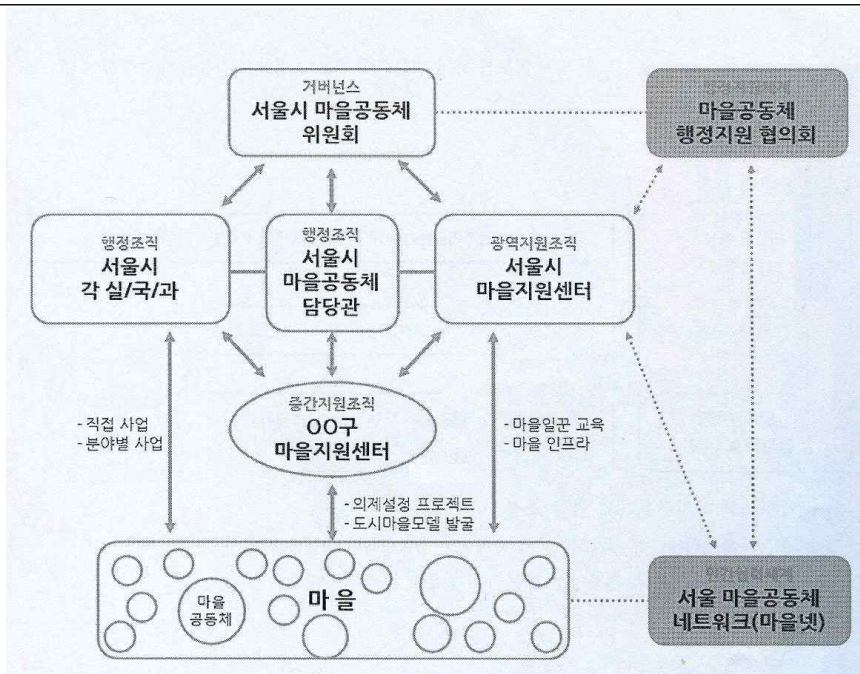 거버넌스
서울시 마을공동체
위원회
마을공동체
행정지원 협의회
행정조직
서울시
각 실/국/과
행정조직
서울시
마을공동체
담당관
광역지원조직
서울시
마을지원센터
- 직접 사업
- 분야별 사업
중간지원조직
OO구
마을지원센터
- 마을일꾼 교육
- 마을 인프라
- 의제설정 프로젝트
- 도시마을모델 발굴
마을
공동체
마 을
서울 마을공동체
네트워크(마을넷)